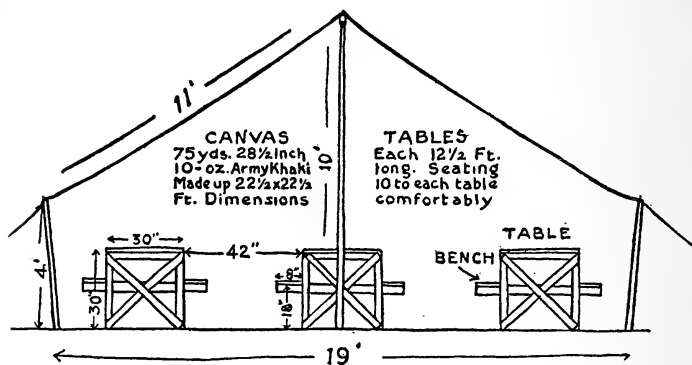 11'
CANVAS
75 yds. 28½ Inch
10-oz. Army Khaki
Made up 22½x22½
Ft. Dimensions
10'
TABLES
Each 12½ Ft.
long. Seating
10 to each table
comfortably
TABLE
BENCH
30"
42"
8"
4'
30"
18"
19'